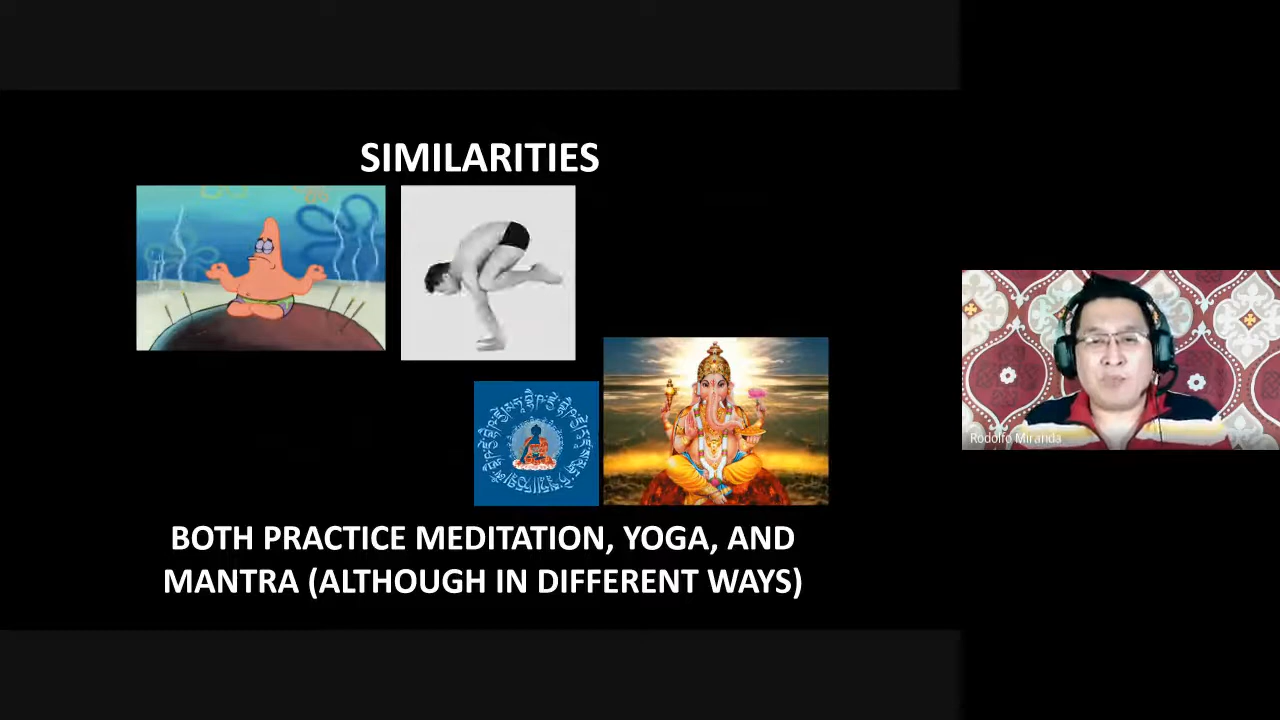 SIMILARITIES
BOTH PRACTICE MEDITATION, YOGA, AND
MANTRA (ALTHOUGH IN DIFFERENT WAYS)
Rodolfo Miranda